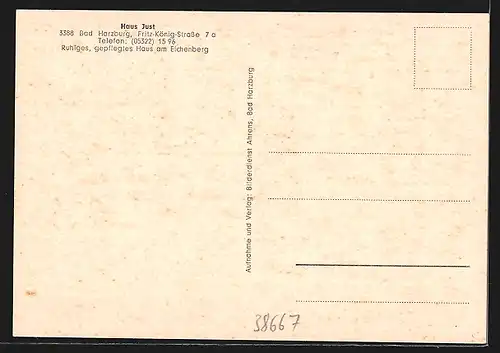 Haus Just
3388 Bad Harzburg, Fritz-König-Straße 7 a
Telefon: (05322) 15 96
Ruhiges, gepflegtes Haus am Eichenberg
Aufnahme und Verlag: Bilderdienst Ahrens, Bad Harzburg
38667